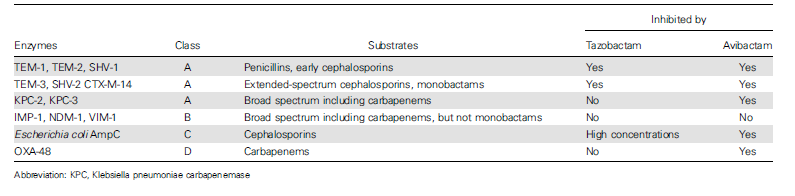 Inhibited by
Enzymes Class Substrates Tazobactam Avibactam
TEM-1, TEM-2, SHV-1 A Penicillins, early cephalosporins Yes Yes
TEM-3, SHV-2 CTX-M-14 A Extended-spectrum cephalosporins, monobactams Yes Yes
KPC-2, KPC-3 A Broad spectrum including carbapenems No Yes
IMP-1, NDM-1, VIM-1 B Broad spectrum including carbapenems, but not monobactams No No
Escherichia coli AmpC C Cephalosporins High concentrations Yes
OXA-48 D Carbapenems No Yes
Abbreviation: KPC, Klebsiella pneumoniae carbapenemase